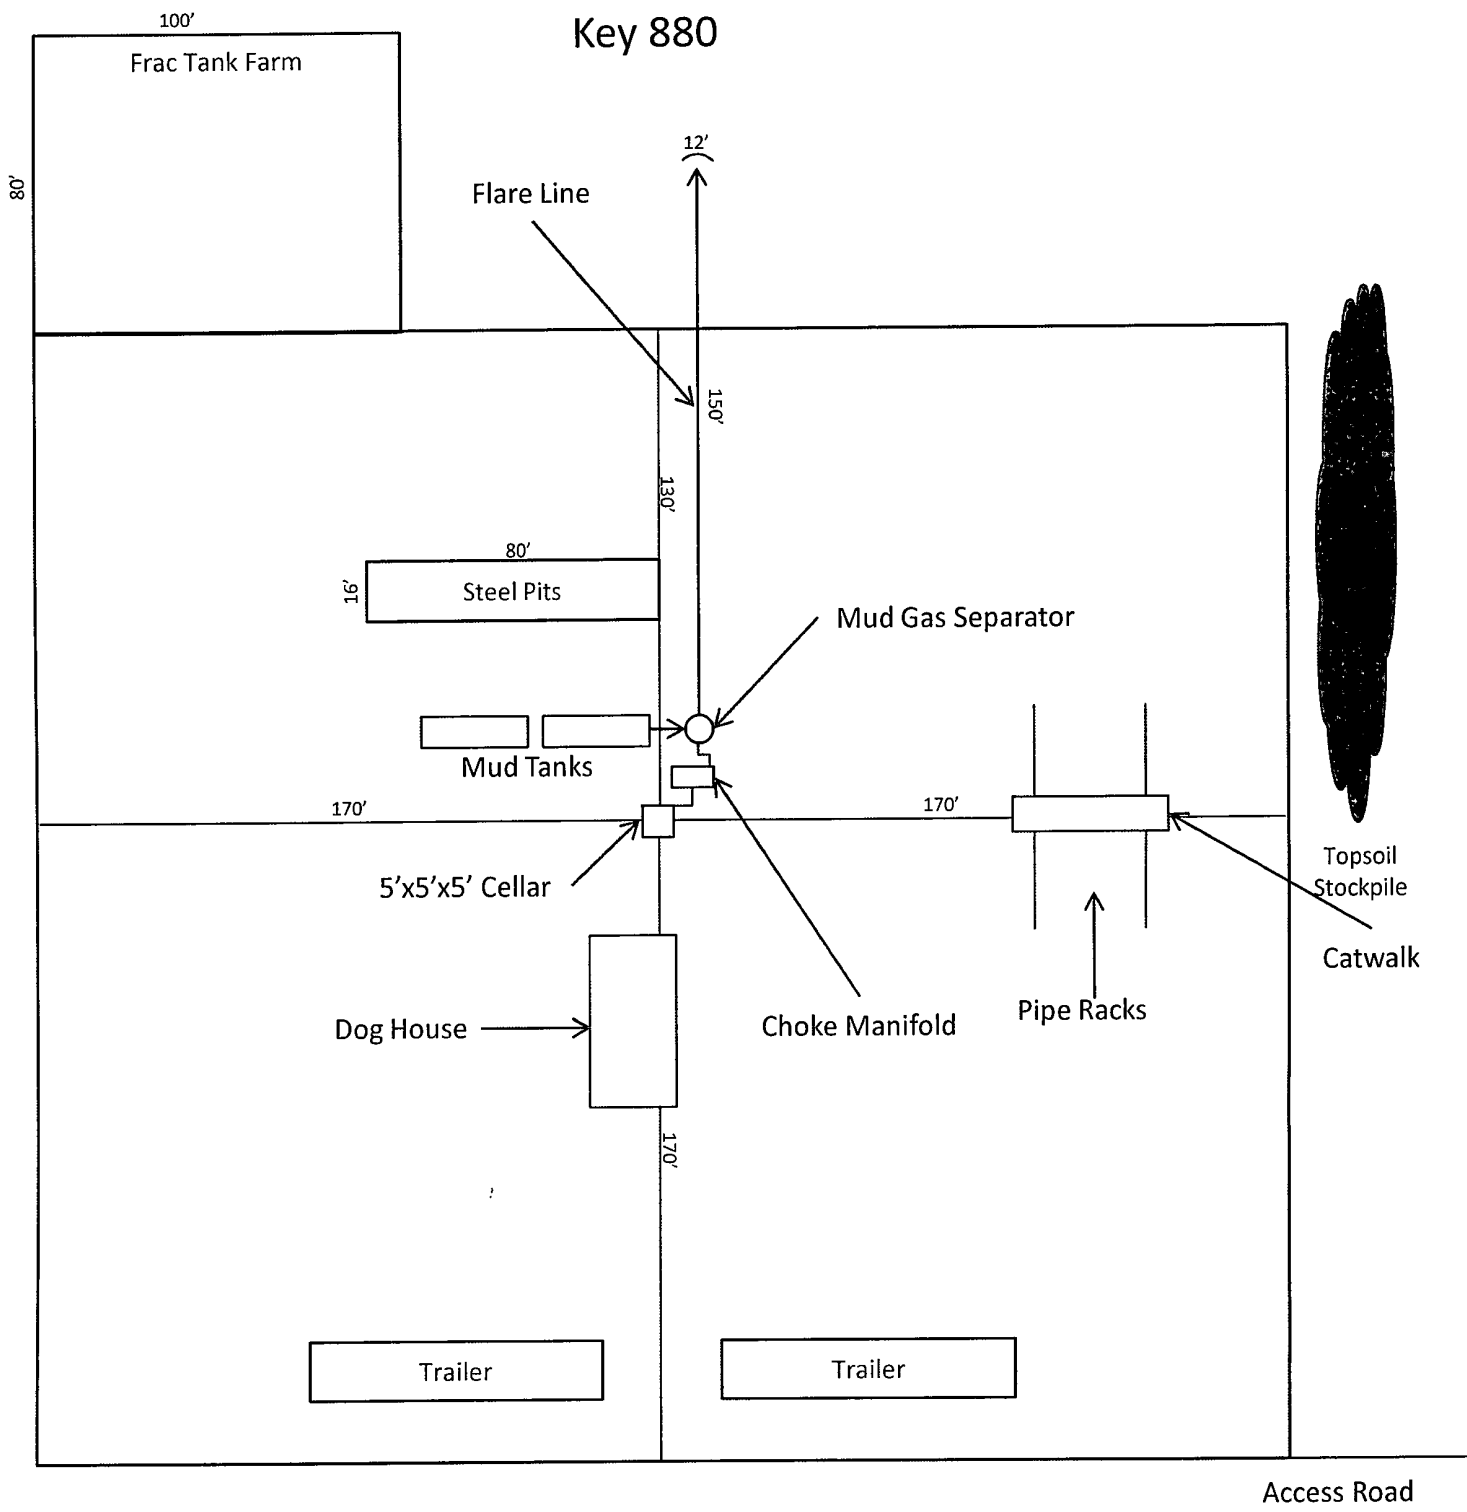 100’
Key 880
Frac Tank Farm
12’
80’
Flare Line
150’
130’
80’
16’
Steel Pits
Mud Gas Separator
Mud Tanks
170’
170’
5’x5’x5’ Cellar
Topsoil
Stockpile
Catwalk
Dog House
Choke Manifold
Pipe Racks
170’
Trailer
Trailer
Access Road